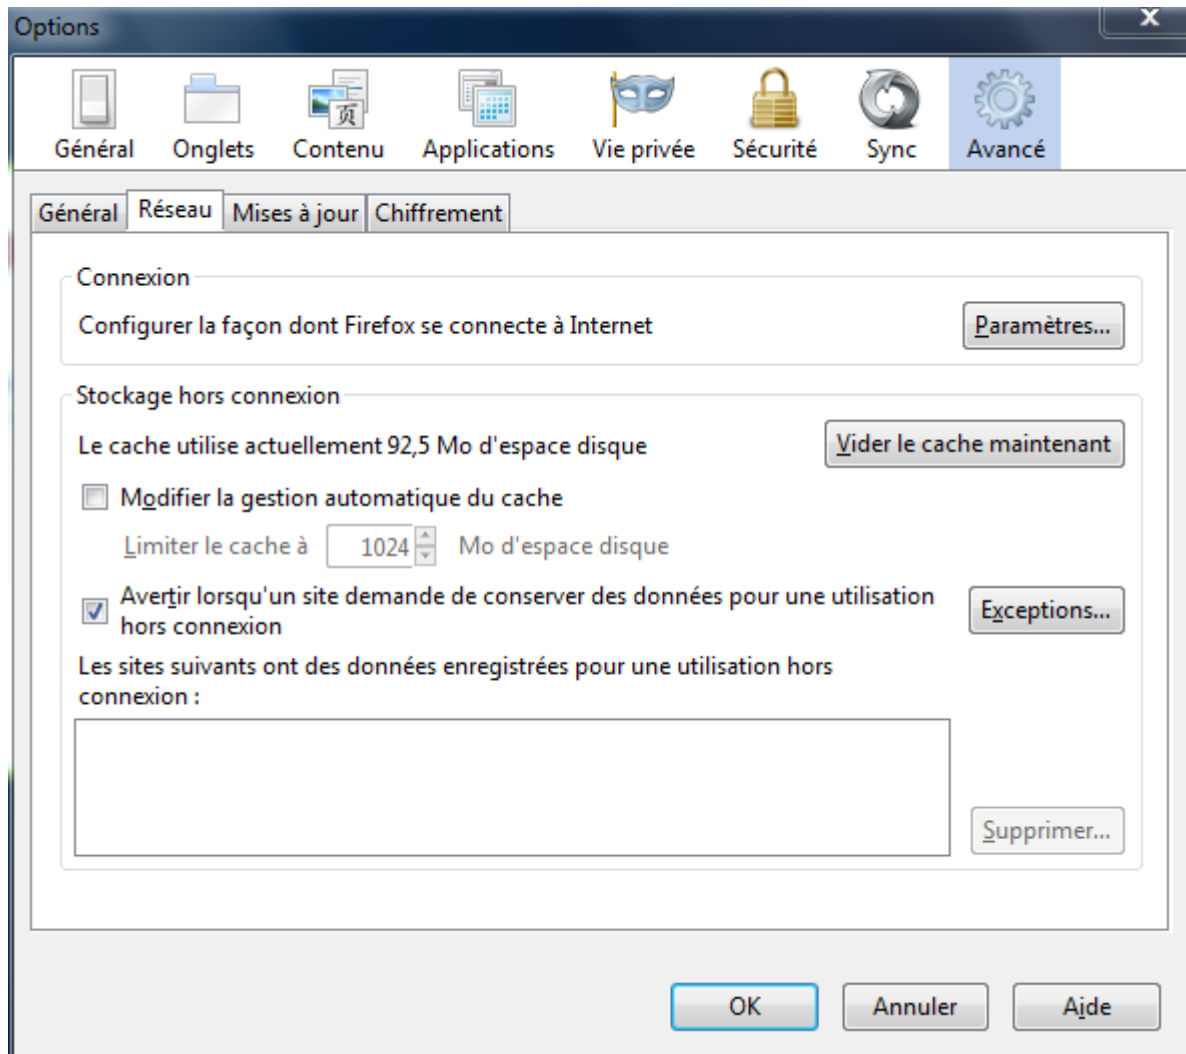 Options
x
页
Général Onglets Contenu Applications Vie privée Sécurité Sync Avancé
Général Réseau Mises à jour Chiffrement
Connexion
Configurer la façon dont Firefox se connecte à Internet Paramètres...
Stockage hors connexion
Le cache utilise actuellement 92,5 Mo d'espace disque Vider le cache maintenant
Modifier la gestion automatique du cache
Limiter le cache à 1024 Mo d'espace disque
Avertir lorsqu'un site demande de conserver des données pour une utilisation
hors connexion
Exceptions...
Les sites suivants ont des données enregistrées pour une utilisation hors
connexion :
Supprimer...
OK Annuler Aide